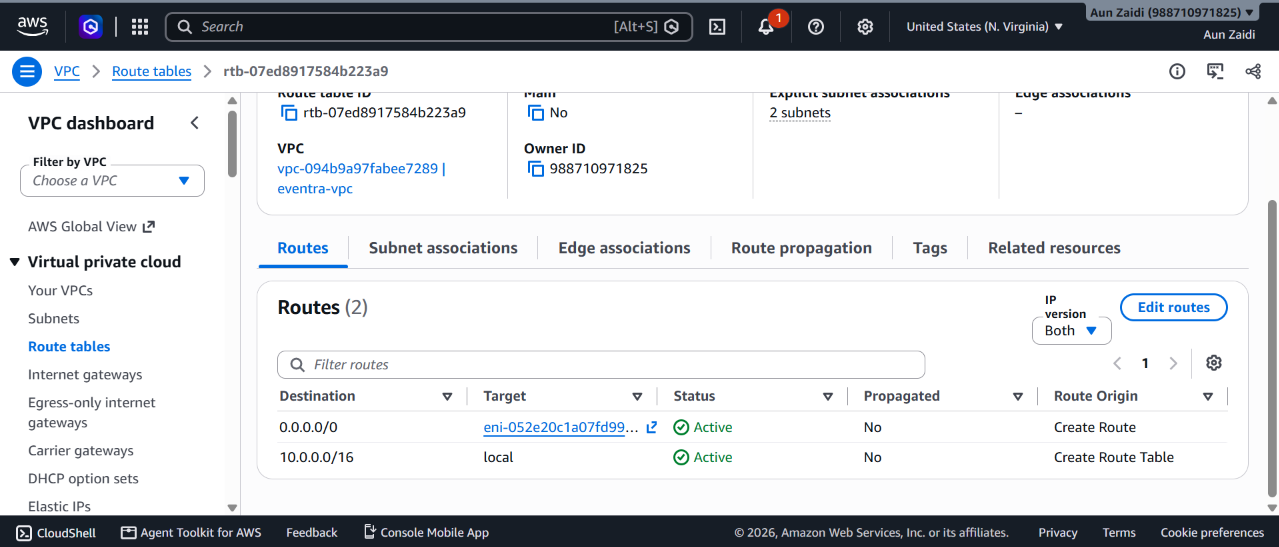 aws
Search
[Alt+S]
1
United States (N. Virginia)
Aun Zaidi (988710971825)
Aun Zaidi
VPC
Route tables
rtb-07ed8917584b223a9
VPC dashboard
Filter by VPC
Choose a VPC
AWS Global View
Virtual private cloud
Your VPCs
Subnets
Route tables
Internet gateways
Egress-only internet
gateways
Carrier gateways
DHCP option sets
Elastic IPs
Route table ID
rtb-07ed8917584b223a9
Main
No
Explicit subnet associations
2 subnets
Edge associations
–
VPC
vpc-094b9a97fabee7289 |
eventra-vpc
Owner ID
988710971825
Routes
Subnet associations
Edge associations
Route propagation
Tags
Related resources
Routes (2)
IP
version
Both
Edit routes
Filter routes
1
Destination Target Status Propagated Route Origin
0.0.0.0/0 eni-052e20c1a07fd99... Active No Create Route
10.0.0.0/16 local Active No Create Route Table
CloudShell
Agent Toolkit for AWS
Feedback
Console Mobile App
© 2026, Amazon Web Services, Inc. or its affiliates.
Privacy
Terms
Cookie preferences